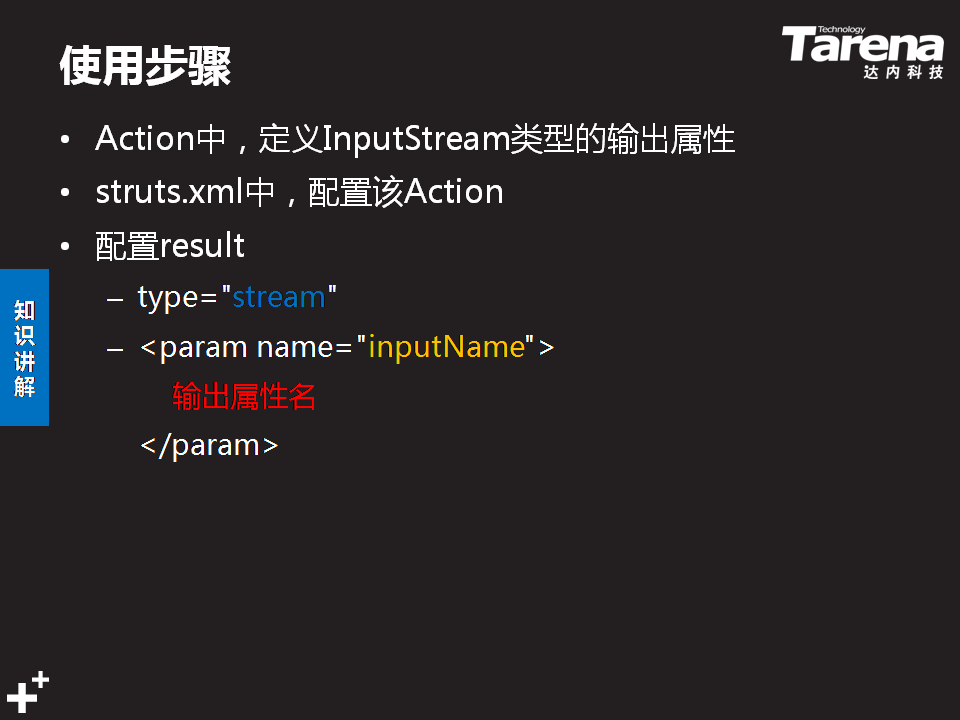 使用步骤
Technology
Tarena
达内科技
• Action中，定义InputStream类型的输出属性
• struts.xml中，配置该Action
• 配置result
– type="stream"
– <param name="inputName">
输出属性名
</param>
知识讲解